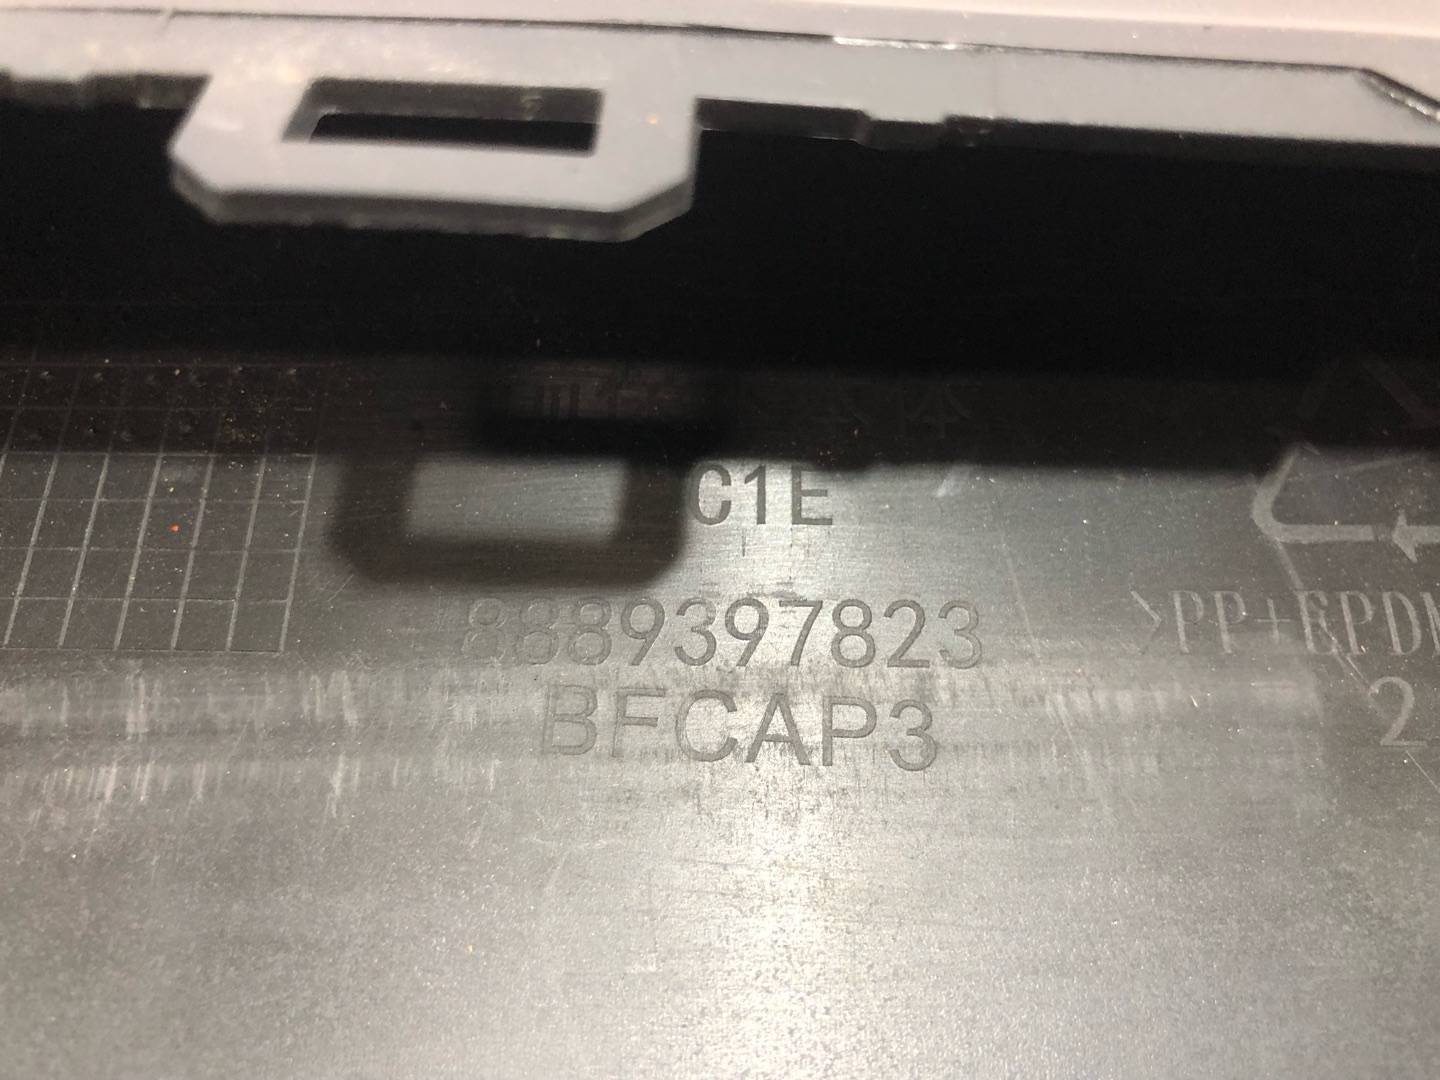 C1E
8889397823
BFCAP3
>PP+EPDM
2